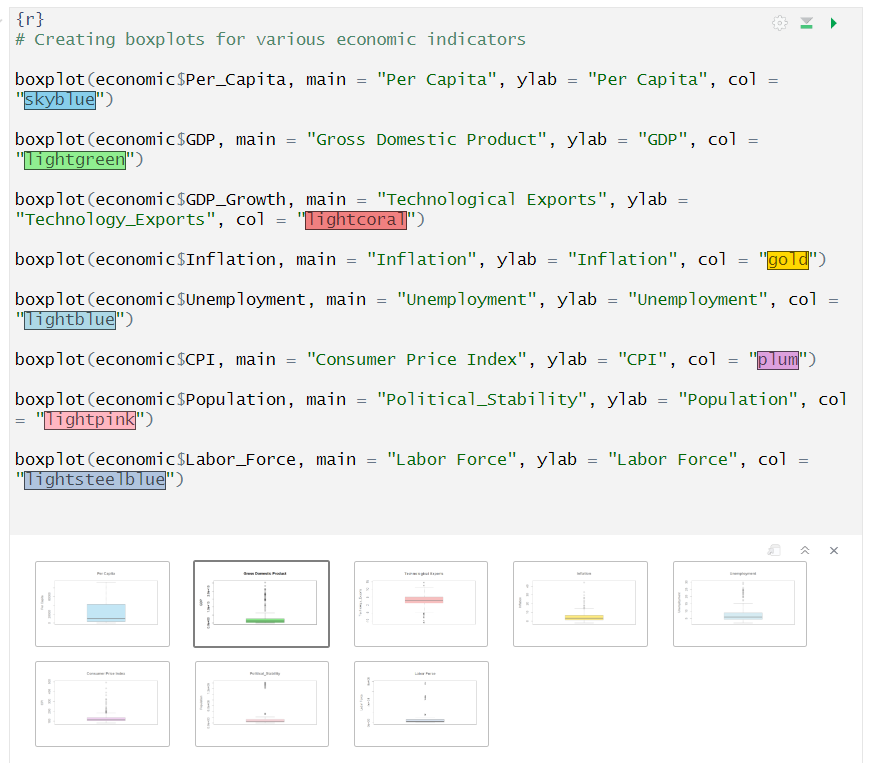 {r}
# Creating boxplots for various economic indicators
boxplot(economic$Per_Capita, main = "Per Capita", ylab = "Per Capita", col =
"skyblue")
boxplot(economic$GDP, main = "Gross Domestic Product", ylab = "GDP", col =
"lightgreen")
boxplot(economic$GDP_Growth, main = "Technological Exports", ylab =
"Technology_Exports", col = "lightcoral")
boxplot(economic$Inflation, main = "Inflation", ylab = "Inflation", col = "gold")
boxplot(economic$Unemployment, main = "Unemployment", ylab = "Unemployment", col =
"lightblue")
boxplot(economic$CPI, main = "Consumer Price Index", ylab = "CPI", col = "plum")
boxplot(economic$Population, main = "Political_Stability", ylab = "Population", col
= "lightpink")
boxplot(economic$Labor_Force, main = "Labor Force", ylab = "Labor Force", col =
"lightsteelblue")
Per Capita
Gross Domestic Product
GDP
Technological Exports
Inflation
Unemployment
Consumer Price Index
Political_Stability
Labor Force